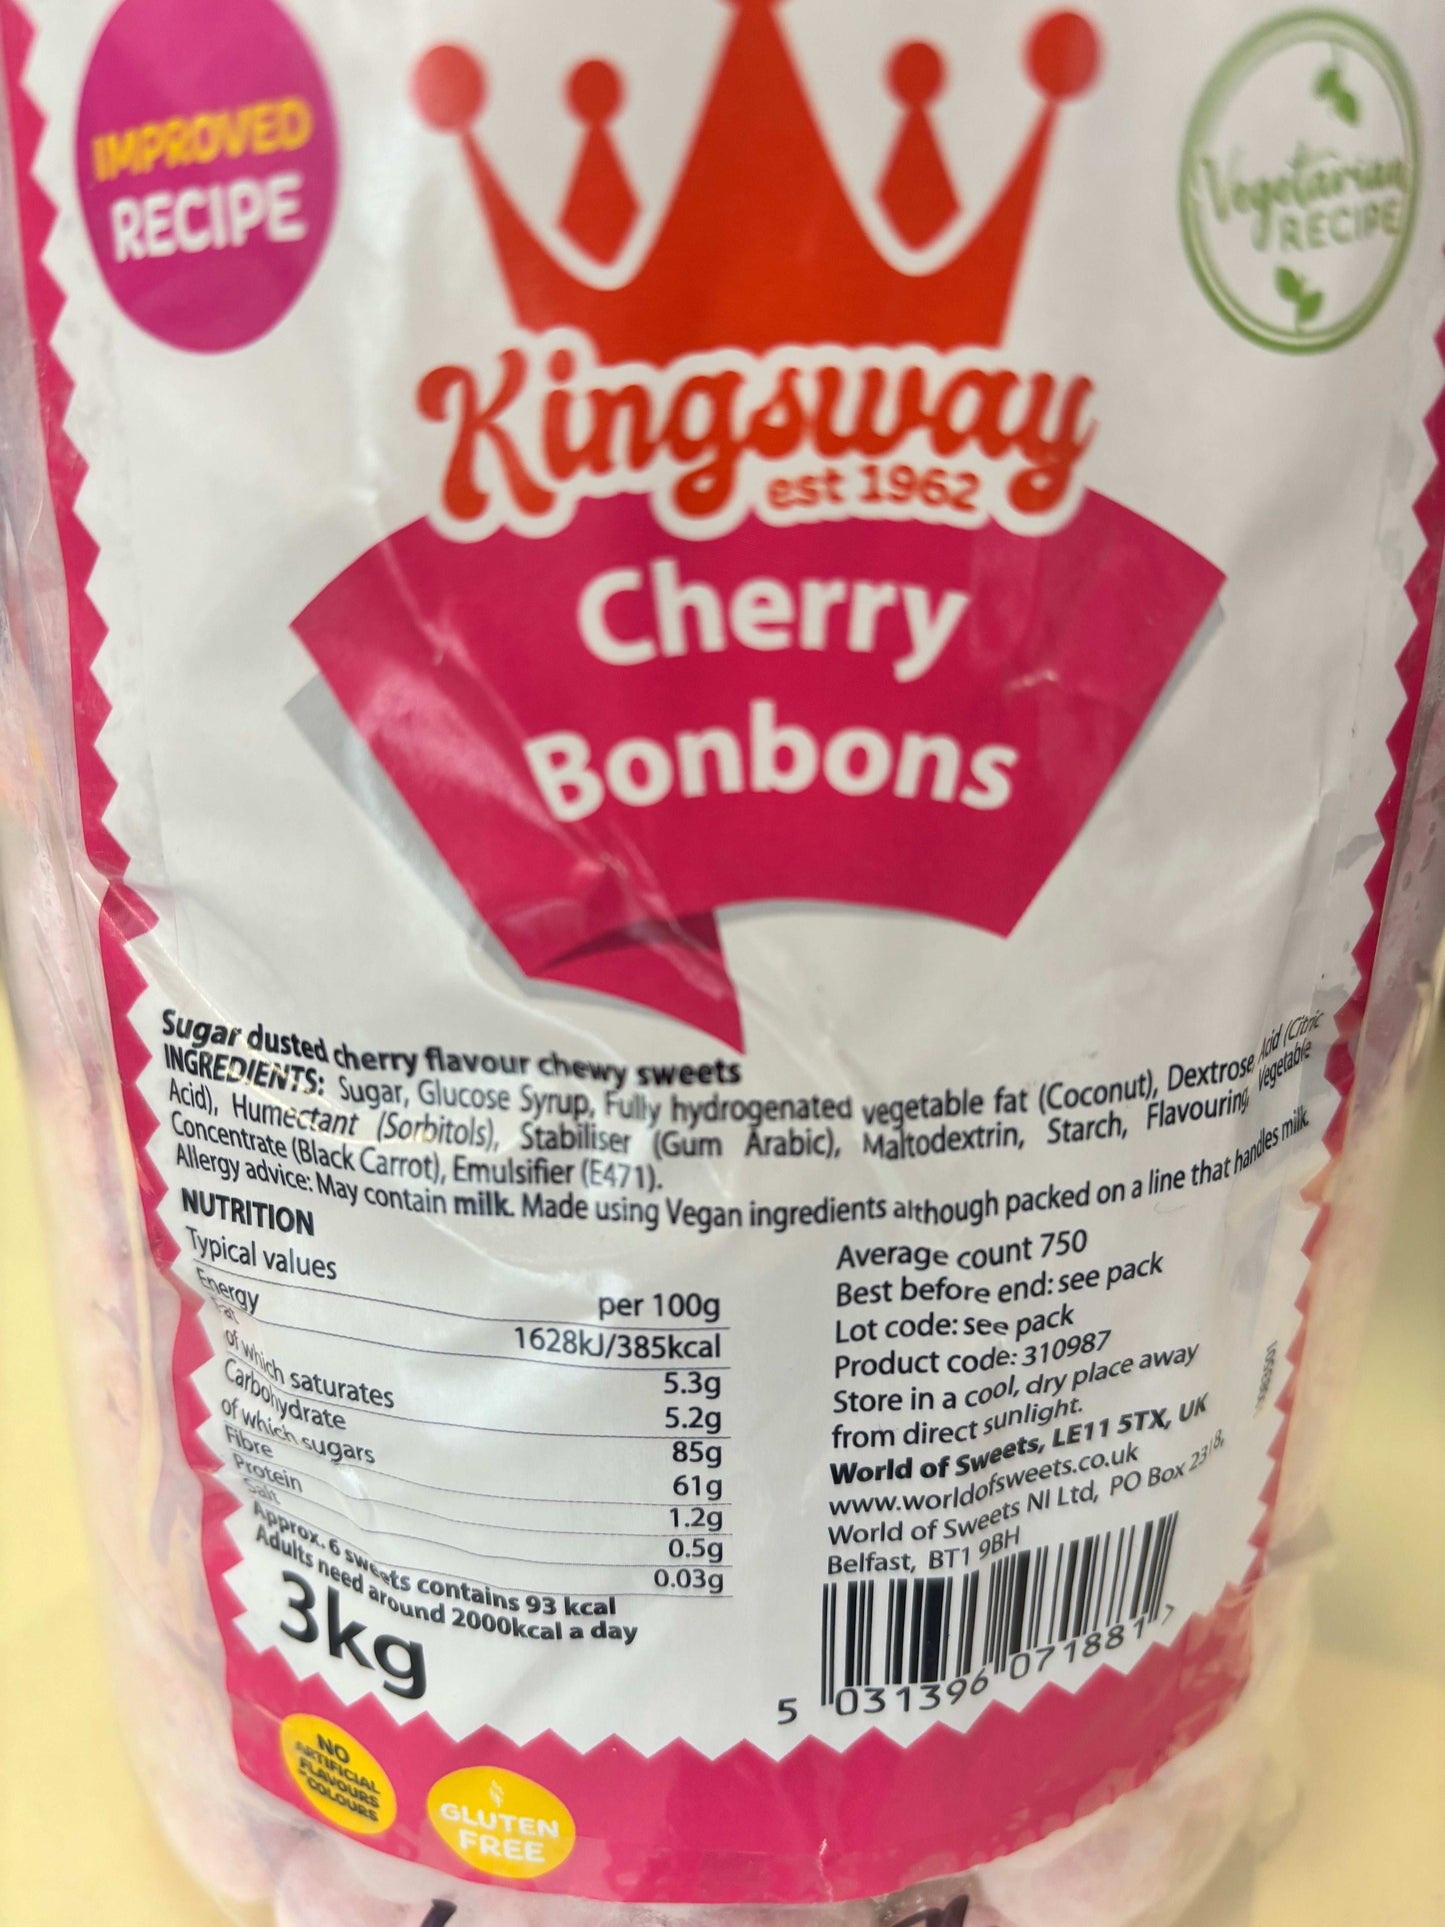 IMPROVED
RECIPE
Vegetarian
RECIPE
Kingsway
est 1962
Cherry
Bonbons
Sugar dusted cherry flavour chewy sweets
INGREDIENTS: Sugar, Glucose Syrup, Fully hydrogenated vegetable fat (Coconut), Dextrose, Acid (Citric
Acid), Humectant (Sorbitols), Stabiliser (Gum Arabic), Maltodextrin, Starch, Flavouring, Vegetable
Concentrate (Black Carrot), Emulsifier (E471).
Allergy advice: May contain milk. Made using Vegan ingredients although packed on a line that handles milk.
NUTRITION
Typical values per 100g
Energy 1628kJ/385kcal
Fat 5.3g
of which saturates 5.2g
Carbohydrate 85g
of which sugars 61g
Fibre 1.2g
Protein 0.5g
Salt 0.03g
Approx. 6 sweets contains 93 kcal
Adults need around 2000kcal a day
3kg
Average count 750
Best before end: see pack
Lot code: see pack
Product code: 310987
Store in a cool, dry place away
from direct sunlight.
World of Sweets, LE11 5TX, UK
www.worldofsweets.co.uk
World of Sweets NI Ltd, PO Box 2318,
Belfast, BT1 9BH
5 031396 071881 7
NO
ARTIFICIAL
FLAVOURS
COLOURS
GLUTEN
FREE